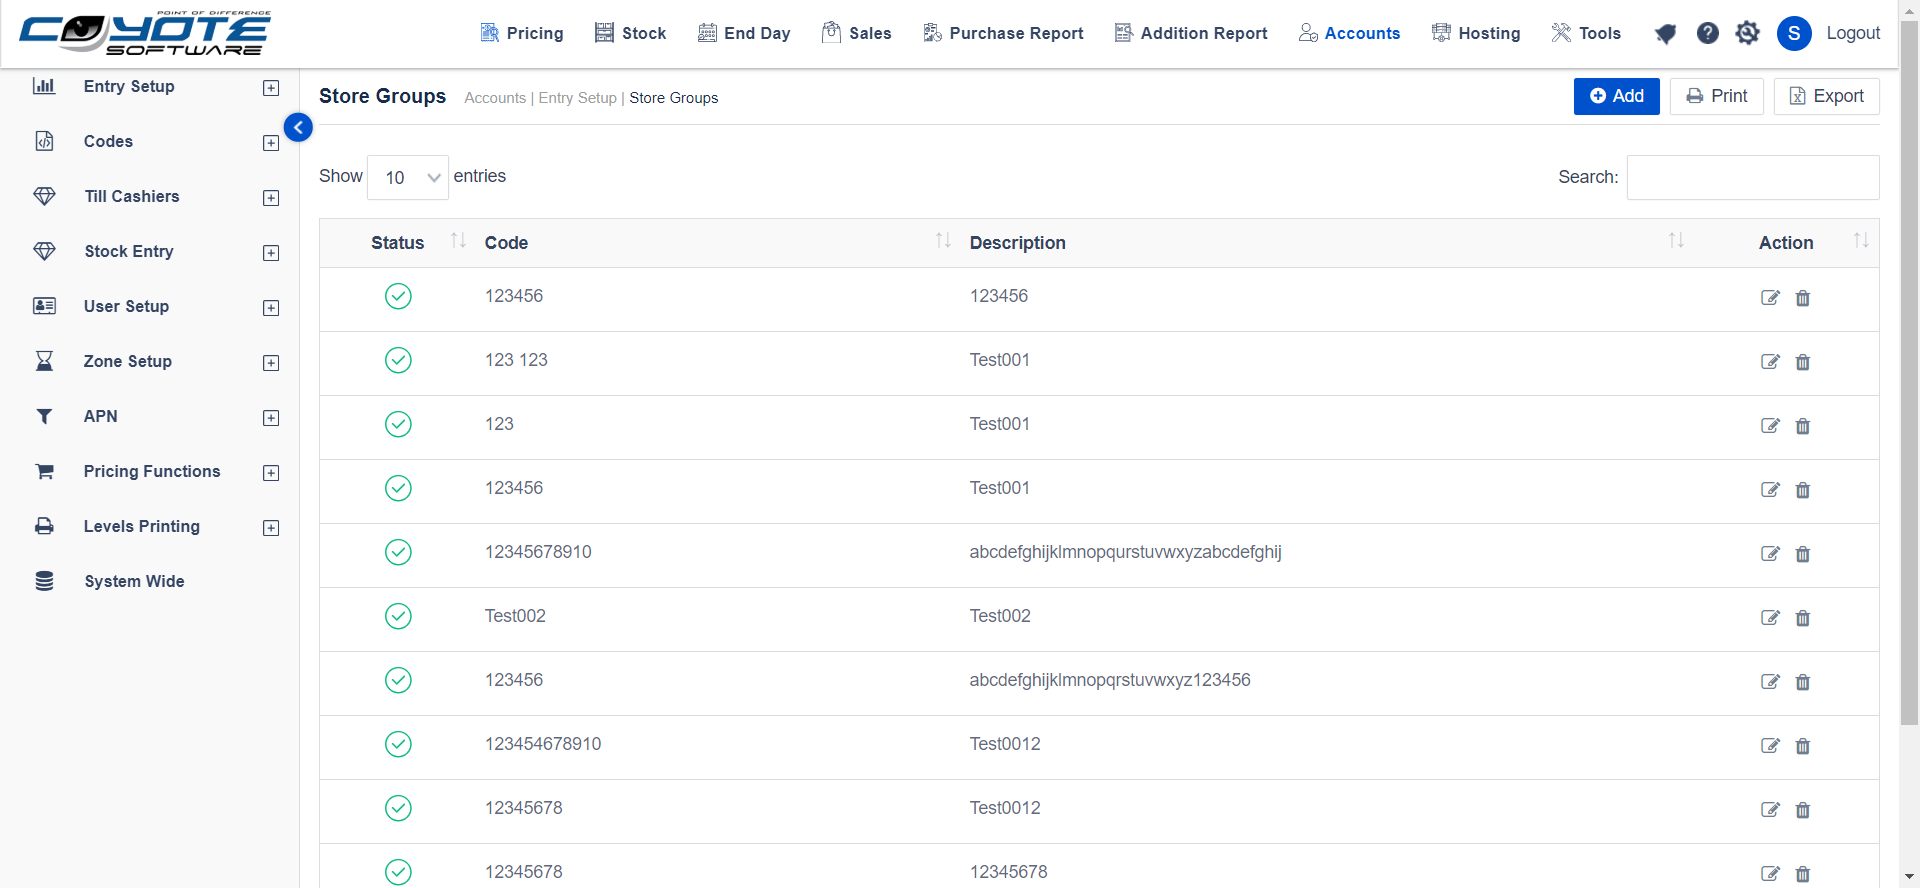 POINT OF DIFFERENCE
COYOTE
SOFTWARE
Pricing
Stock
End Day
Sales
Purchase Report
Addition Report
Accounts
Hosting
Tools
S
Logout
Entry Setup
Codes
Till Cashiers
Stock Entry
User Setup
Zone Setup
APN
Pricing Functions
Levels Printing
System Wide
Store Groups
Accounts | Entry Setup | Store Groups
Add
Print
Export
Show 10 entries
Search:
Status Code Description Action
123456 123456
123 123 Test001
123 Test001
123456 Test001
12345678910 abcdefghijklmnopqurstuvwxyzabcdefghij
Test002 Test002
123456 abcdefghijklmnopqrstuvwxyz123456
123454678910 Test0012
12345678 Test0012
12345678 12345678